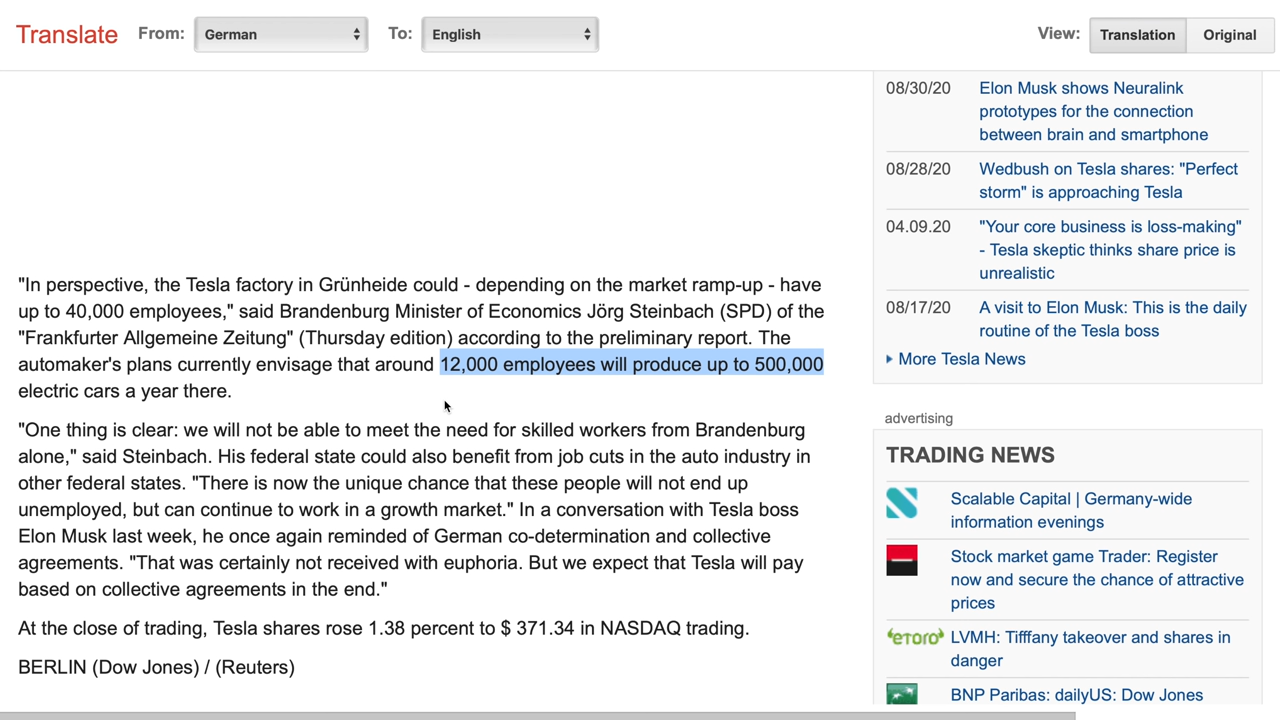 Translate From: German To: English View: Translation Original
"In perspective, the Tesla factory in Grünheide could - depending on the market ramp-up - have
up to 40,000 employees," said Brandenburg Minister of Economics Jörg Steinbach (SPD) of the
"Frankfurter Allgemeine Zeitung" (Thursday edition) according to the preliminary report. The
automaker's plans currently envisage that around 12,000 employees will produce up to 500,000
electric cars a year there.
"One thing is clear: we will not be able to meet the need for skilled workers from Brandenburg
alone," said Steinbach. His federal state could also benefit from job cuts in the auto industry in
other federal states. "There is now the unique chance that these people will not end up
unemployed, but can continue to work in a growth market." In a conversation with Tesla boss
Elon Musk last week, he once again reminded of German co-determination and collective
agreements. "That was certainly not received with euphoria. But we expect that Tesla will pay
based on collective agreements in the end."
At the close of trading, Tesla shares rose 1.38 percent to $ 371.34 in NASDAQ trading.
BERLIN (Dow Jones) / (Reuters)
08/30/20 Elon Musk shows Neuralink
prototypes for the connection
between brain and smartphone
08/28/20 Wedbush on Tesla shares: "Perfect
storm" is approaching Tesla
04.09.20 "Your core business is loss-making"
- Tesla skeptic thinks share price is
unrealistic
08/17/20 A visit to Elon Musk: This is the daily
routine of the Tesla boss
More Tesla News
advertising
TRADING NEWS
Scalable Capital | Germany-wide
information evenings
Stock market game Trader: Register
now and secure the chance of attractive
prices
eToro LVMH: Tifffany takeover and shares in
danger
BNP Paribas: dailyUS: Dow Jones